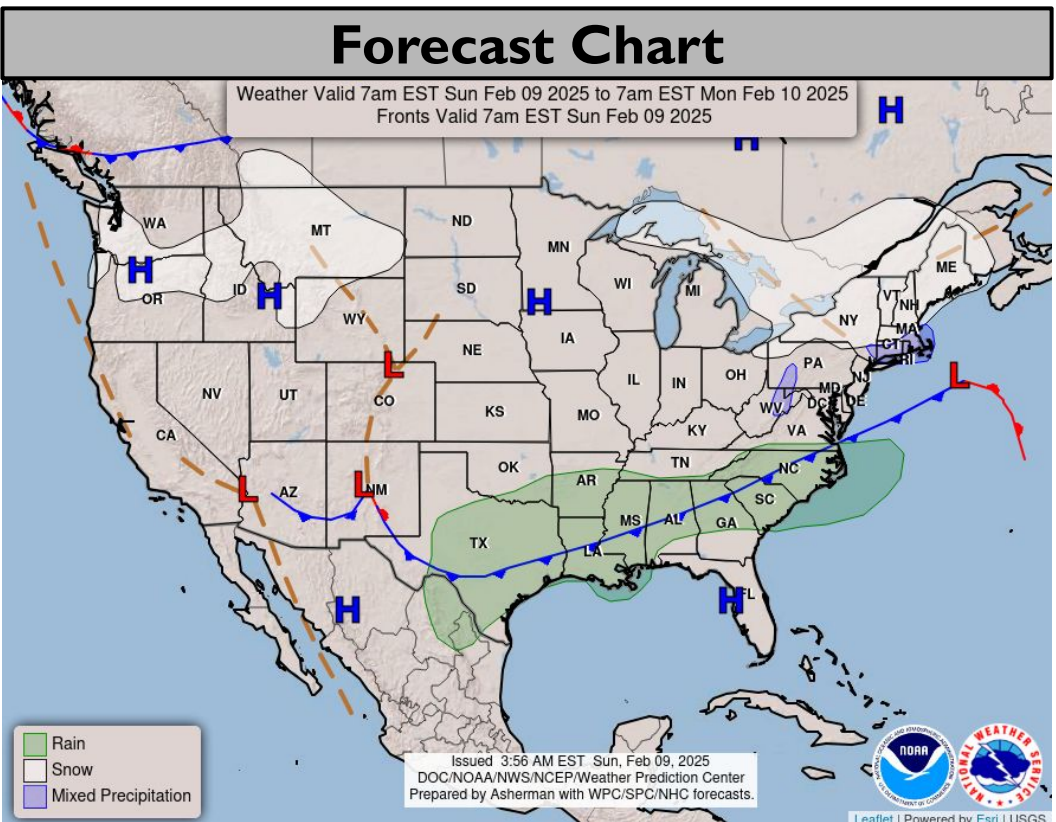 Forecast Chart
Weather Valid 7am EST Sun Feb 09 2025 to 7am EST Mon Feb 10 2025
Fronts Valid 7am EST Sun Feb 09 2025
H
H
WA
MT
ND
MN
ME
H
OR
ID
H
SD
H
WI
MI
VT
NH
WY
NY
MA
CT
RI
L
NE
IA
PA
L
NV
UT
CO
IL
IN
OH
NJ
MD
DE
DC
KS
MO
WV
CA
KY
VA
OK
TN
NC
L
AZ
L
NM
AR
SC
TX
MS
AL
GA
LA
H
H
FL
Rain
Snow
Mixed Precipitation
Issued 3:56 AM EST Sun, Feb 09, 2025
DOC/NOAA/NWS/NCEP/Weather Prediction Center
Prepared by Asherman with WPC/SPC/NHC forecasts.
NOAA
NATIONAL WEATHER SERVICE
Leaflet | Powered by Esri | USGS